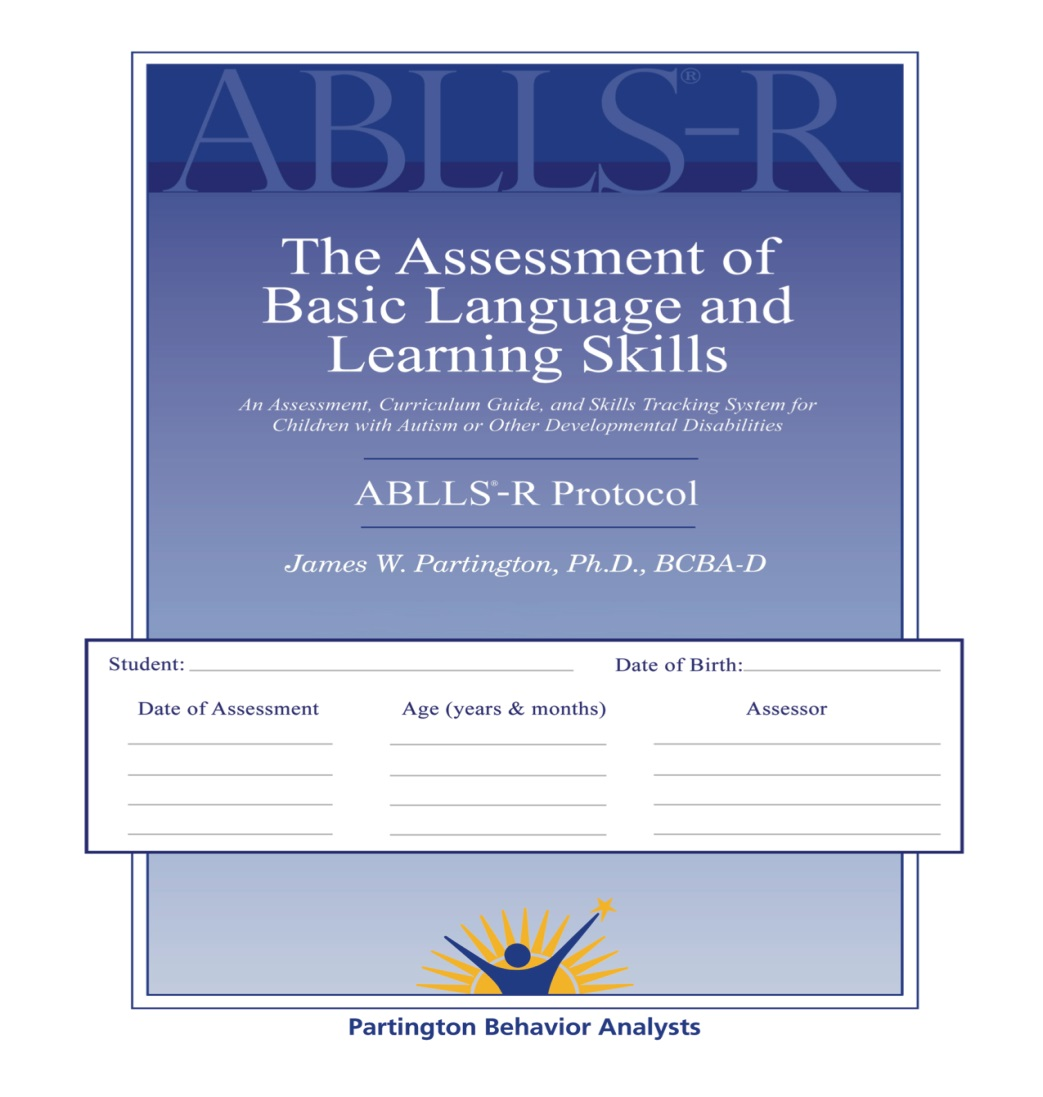 ABLLS®-R
The Assessment of
Basic Language and
Learning Skills
An Assessment, Curriculum Guide, and Skills Tracking System for
Children with Autism or Other Developmental Disabilities
ABLLS®-R Protocol
James W. Partington, Ph.D., BCBA-D
Student: Date of Birth:
Date of Assessment Age (years & months) Assessor
Partington Behavior Analysts